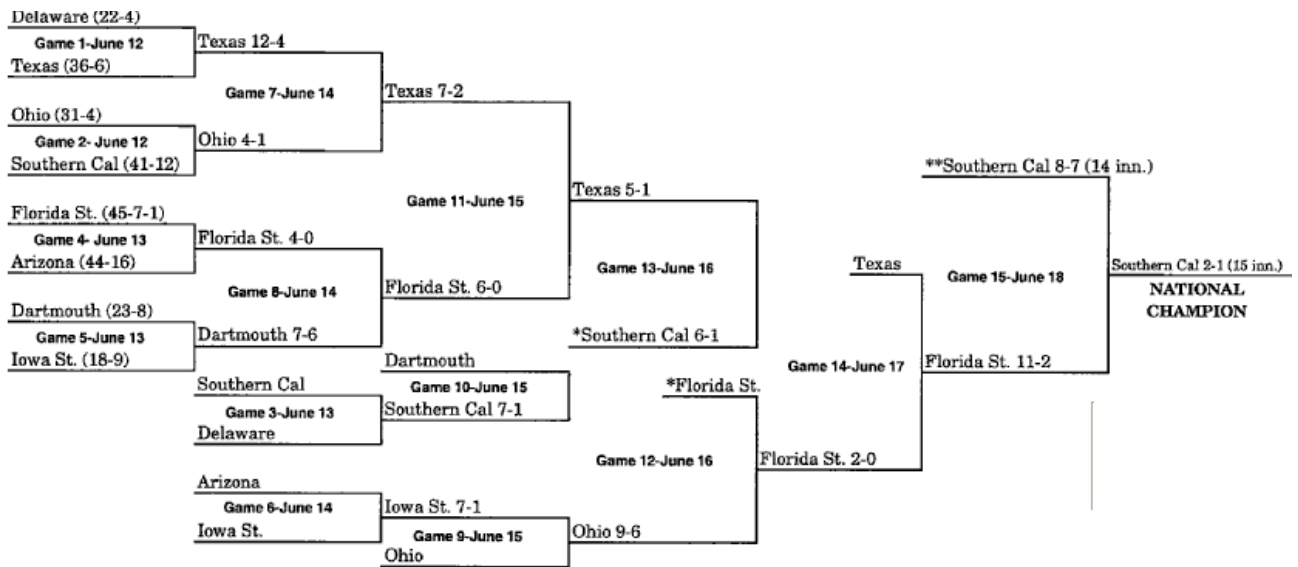 Delaware (22-4)
Game 1-June 12
Texas (36-6)
Texas 12-4
Game 7-June 14
Ohio (31-4)
Game 2- June 12
Southern Cal (41-12)
Ohio 4-1
Texas 7-2
Game 11-June 15
Florida St. (45-7-1)
Game 4- June 13
Arizona (44-16)
Florida St. 4-0
Game 8-June 14
Dartmouth (23-8)
Game 5-June 13
Iowa St. (18-9)
Dartmouth 7-6
Florida St. 6-0
Texas 5-1
Game 13-June 16
*Southern Cal 6-1
Dartmouth
Game 10-June 15
Southern Cal 7-1
Southern Cal
Game 3-June 13
Delaware
Arizona
Game 6-June 14
Iowa St.
Iowa St. 7-1
Game 9-June 15
Ohio
Ohio 9-6
*Florida St.
Game 12-June 16
Florida St. 2-0
Texas
Game 14-June 17
Florida St. 11-2
**Southern Cal 8-7 (14 inn.)
Game 15-June 18
Southern Cal 2-1 (15 inn.)
NATIONAL
CHAMPION